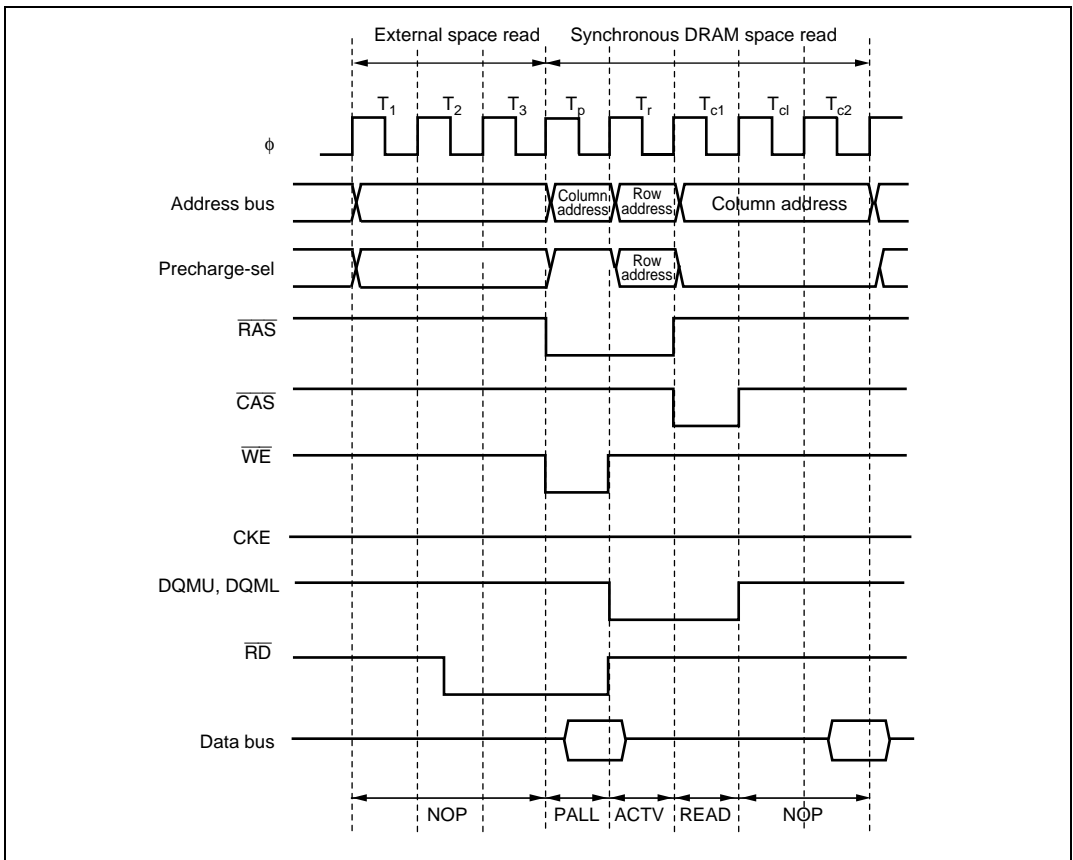 External space read Synchronous DRAM space read
T1 T2 T3 Tp Tr Tc1 Tcl Tc2
ϕ
Address bus
Column address
Row address
Column address
Precharge-sel
Row address
RAS
CAS
WE
CKE
DQMU, DQML
RD
Data bus
NOP PALL ACTV READ NOP